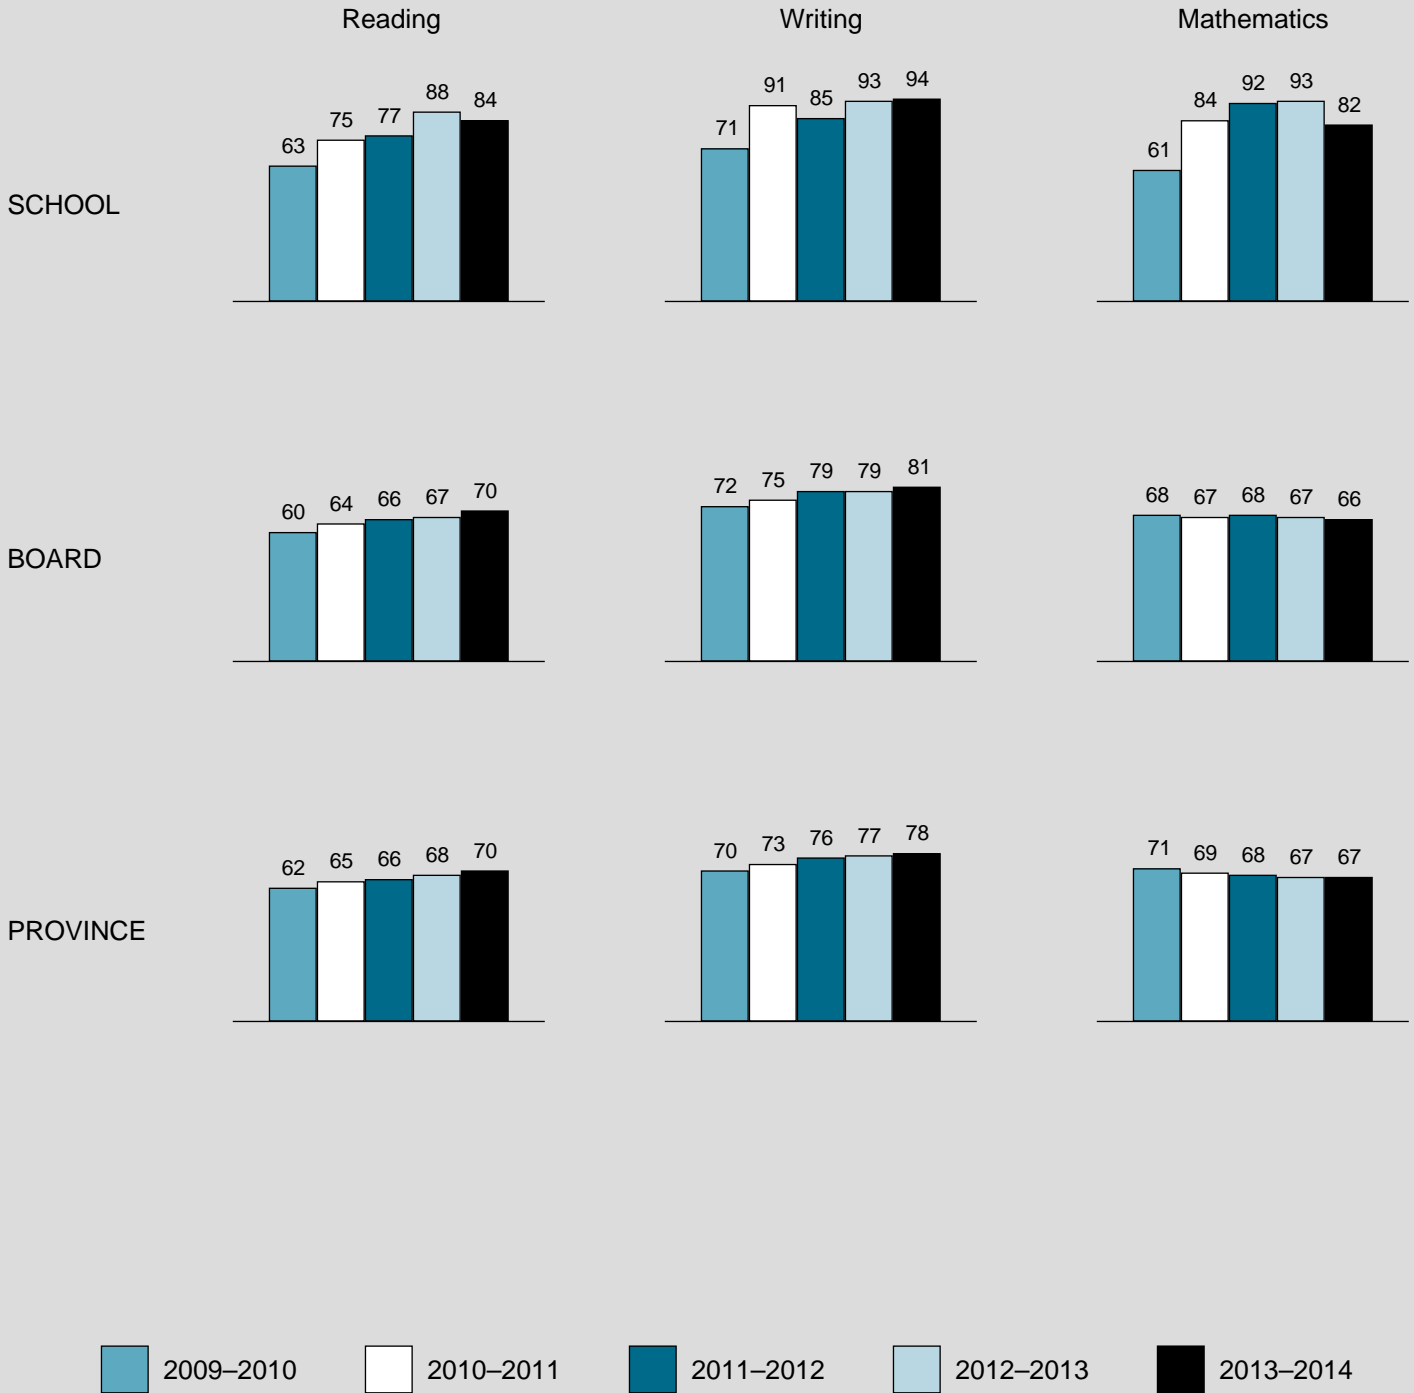 Reading Writing Mathematics
SCHOOL
63 75 77 88 84
71 91 85 93 94
61 84 92 93 82
BOARD
60 64 66 67 70
72 75 79 79 81
68 67 68 67 66
PROVINCE
62 65 66 68 70
70 73 76 77 78
71 69 68 67 67
2009–2010 2010–2011 2011–2012 2012–2013 2013–2014